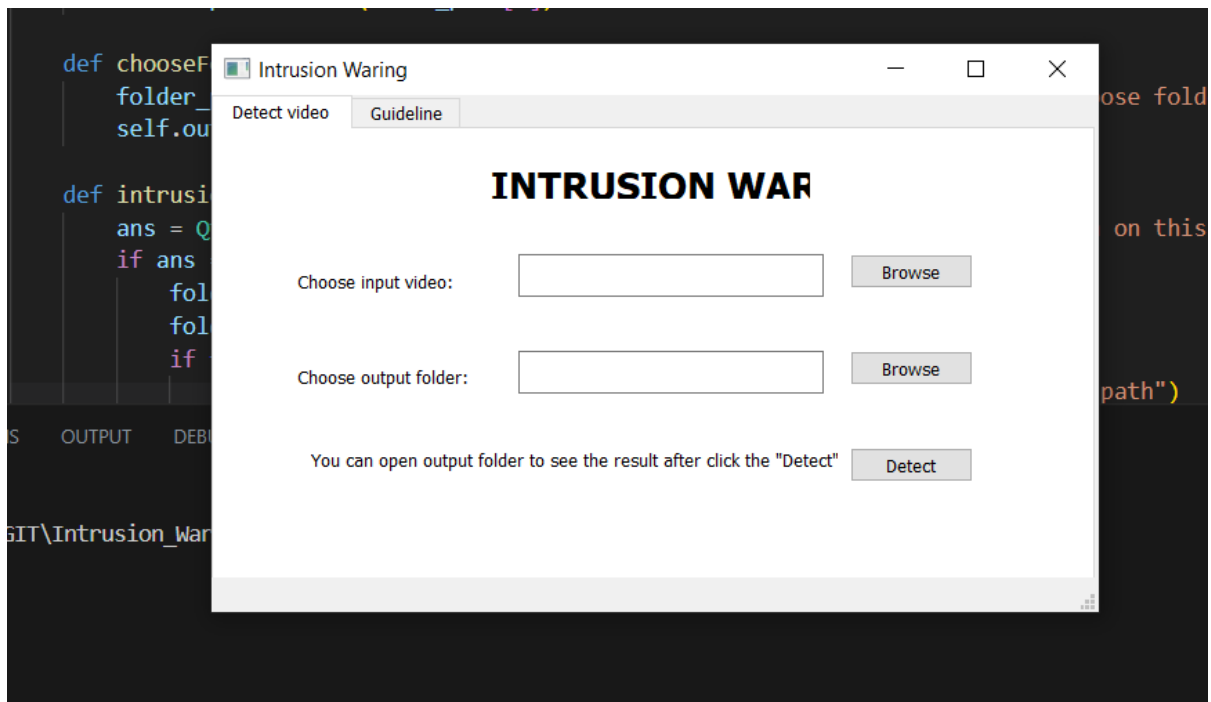 def chooseF
Intrusion Waring
folder_
ose fold
Detect video
Guideline
self.ou
INTRUSION WAR
def intrusi
ans = Q
on this
if ans
Choose input video:
Browse
fol
fol
if
Choose output folder:
Browse
path")
OUTPUT
DEBU
You can open output folder to see the result after click the "Detect"
Detect
GIT\Intrusion_War